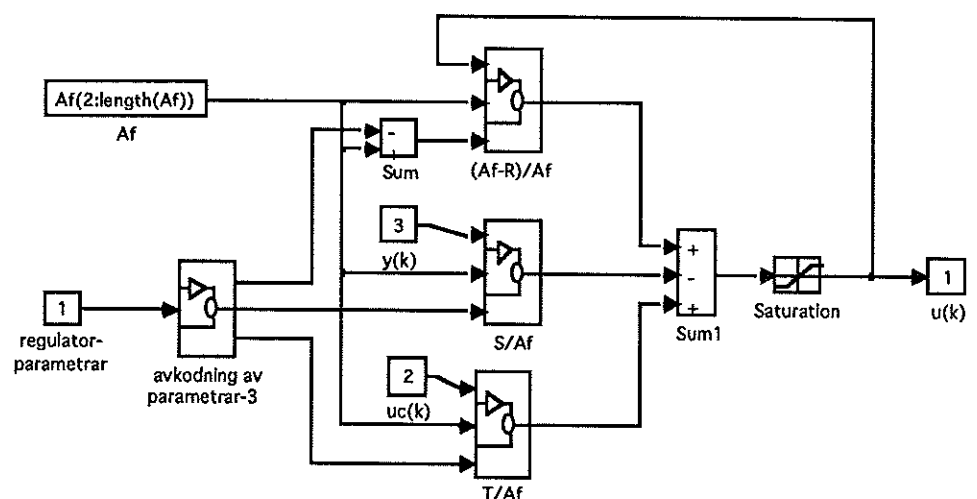 Af(2:length(Af))
Af
-
+
Sum
(Af-R)/Af
3
y(k)
S/Af
1
regulator-
parametrar
avkodning av
parametrar-3
2
uc(k)
T/Af
+
-
+
Sum1
Saturation
1
u(k)